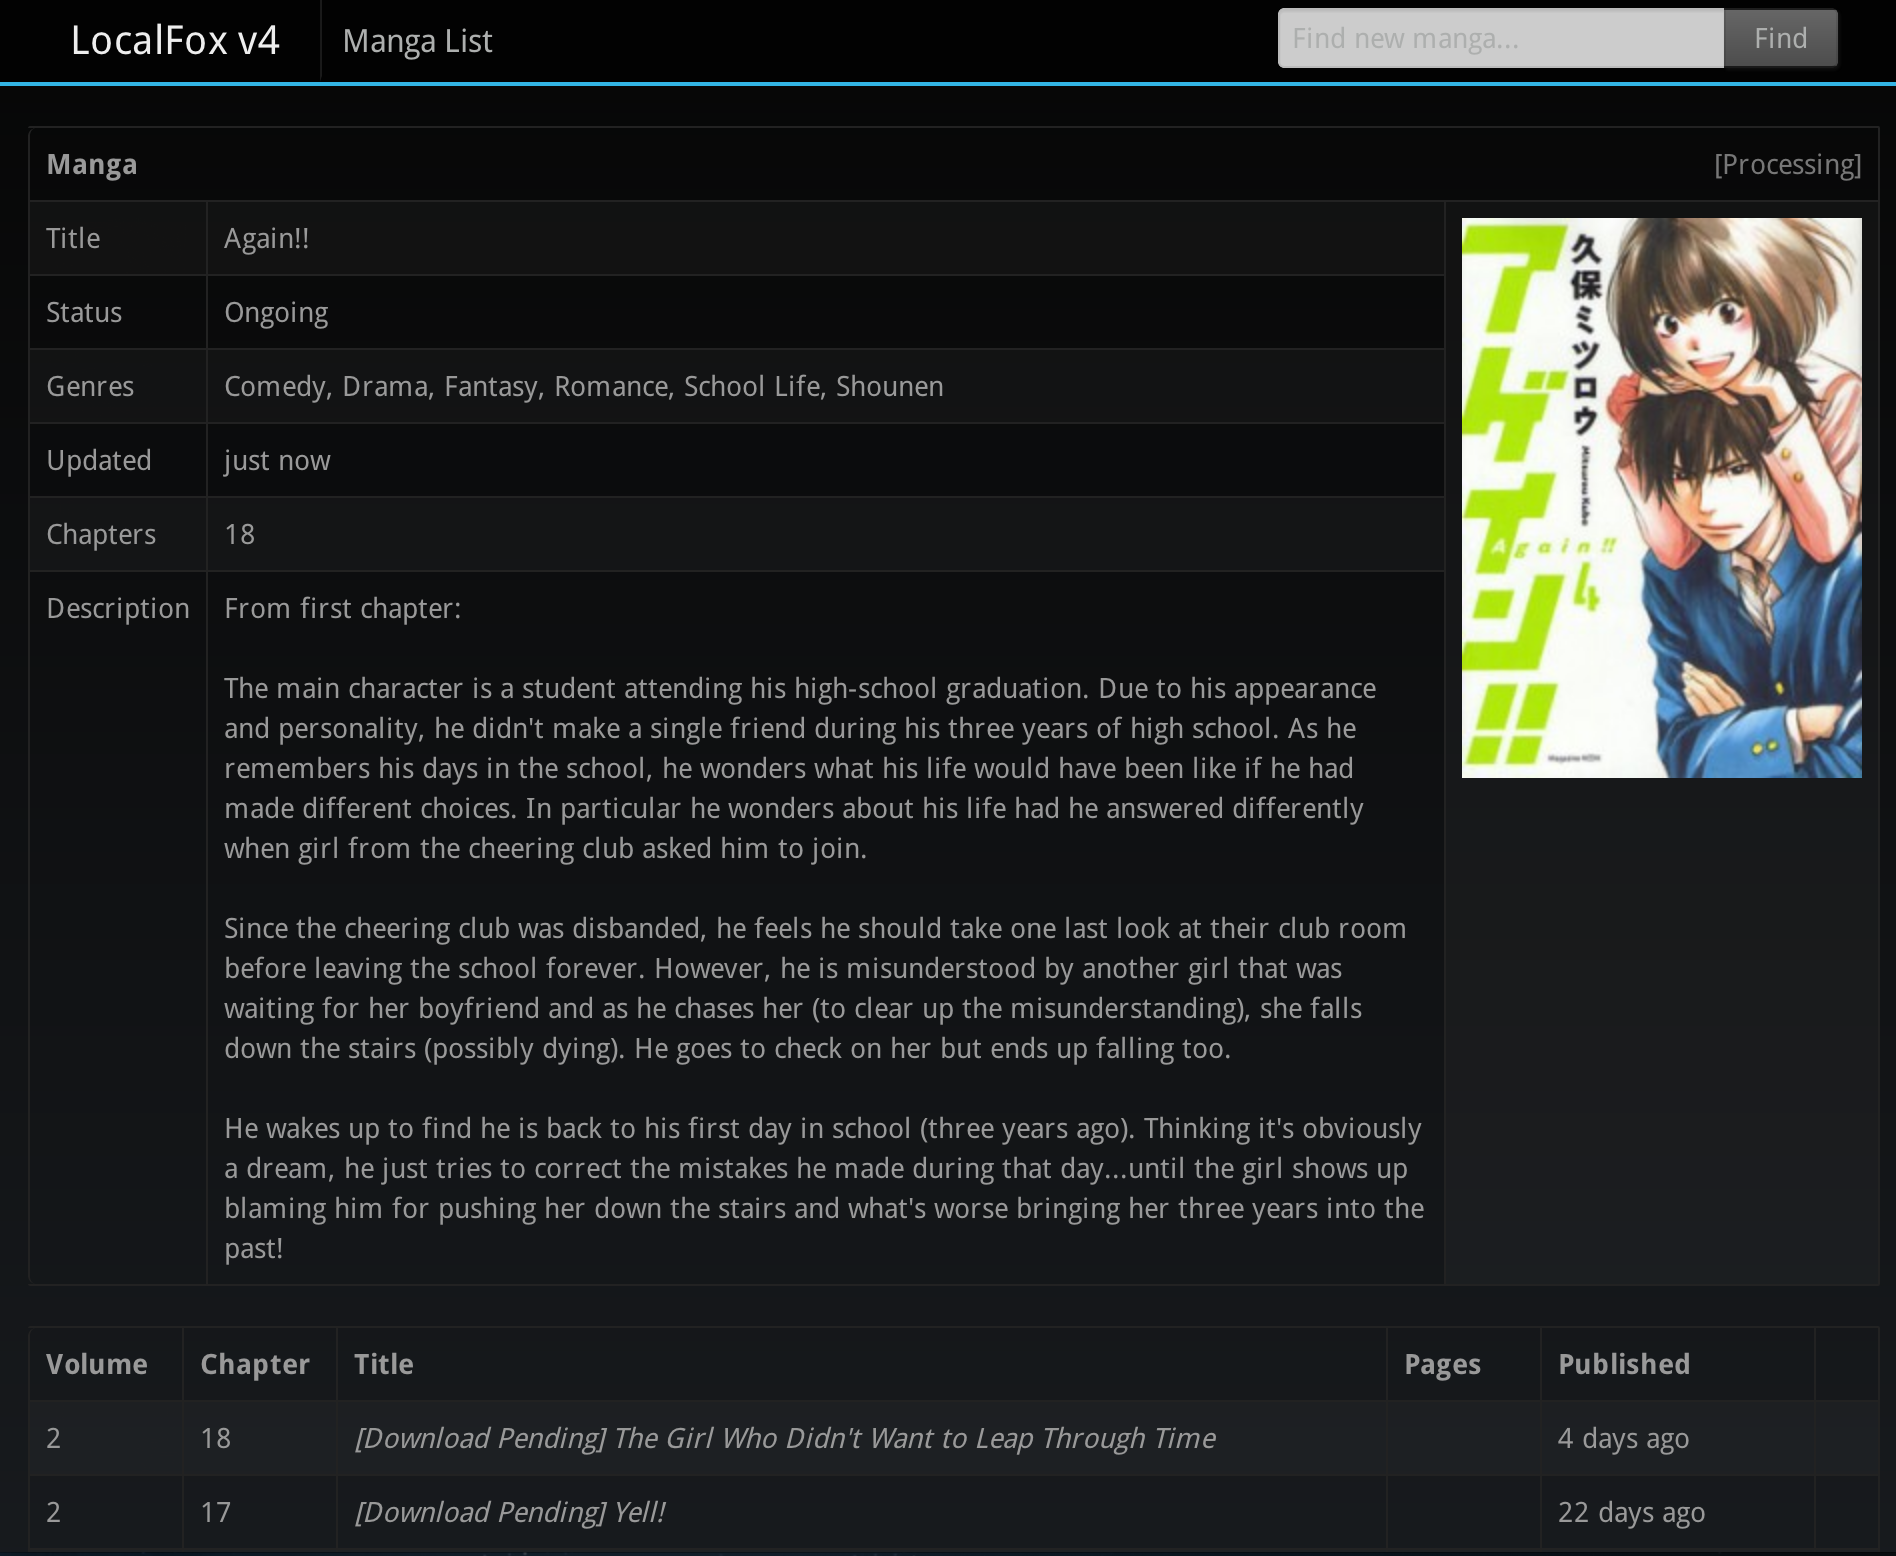 LocalFox v4
Manga List
Find new manga...
Find
Manga
[Processing]
Title
Again!!
Status
Ongoing
Genres
Comedy, Drama, Fantasy, Romance, School Life, Shounen
Updated
just now
Chapters
18
Description
From first chapter:
The main character is a student attending his high-school graduation. Due to his appearance
and personality, he didn't make a single friend during his three years of high school. As he
remembers his days in the school, he wonders what his life would have been like if he had
made different choices. In particular he wonders about his life had he answered differently
when girl from the cheering club asked him to join.
Since the cheering club was disbanded, he feels he should take one last look at their club room
before leaving the school forever. However, he is misunderstood by another girl that was
waiting for her boyfriend and as he chases her (to clear up the misunderstanding), she falls
down the stairs (possibly dying). He goes to check on her but ends up falling too.
He wakes up to find he is back to his first day in school (three years ago). Thinking it's obviously
a dream, he just tries to correct the mistakes he made during that day...until the girl shows up
blaming him for pushing her down the stairs and what's worse bringing her three years into the
past!
アゲイン!!
久保ミツロウ
Mitsurou Kubo
Again!!
4
Volume
Chapter
Title
Pages
Published
2
18
[Download Pending] The Girl Who Didn't Want to Leap Through Time
4 days ago
2
17
[Download Pending] Yell!
22 days ago